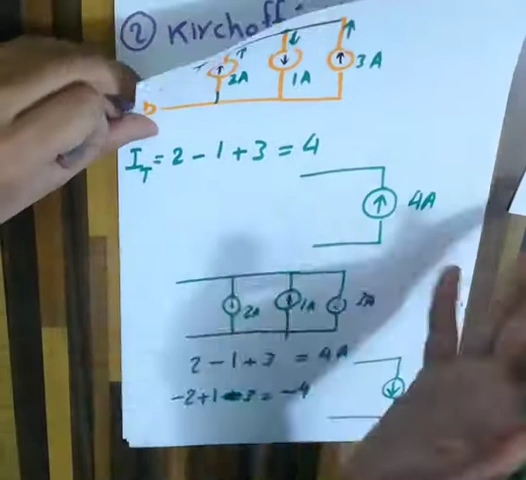 ② Kirchoff
2A 1A 3A
I_T = 2 - 1 + 3 = 4
4A
2A 1A
2 - 1 + 3 = 4A
-2 + 1 - 3 = -4